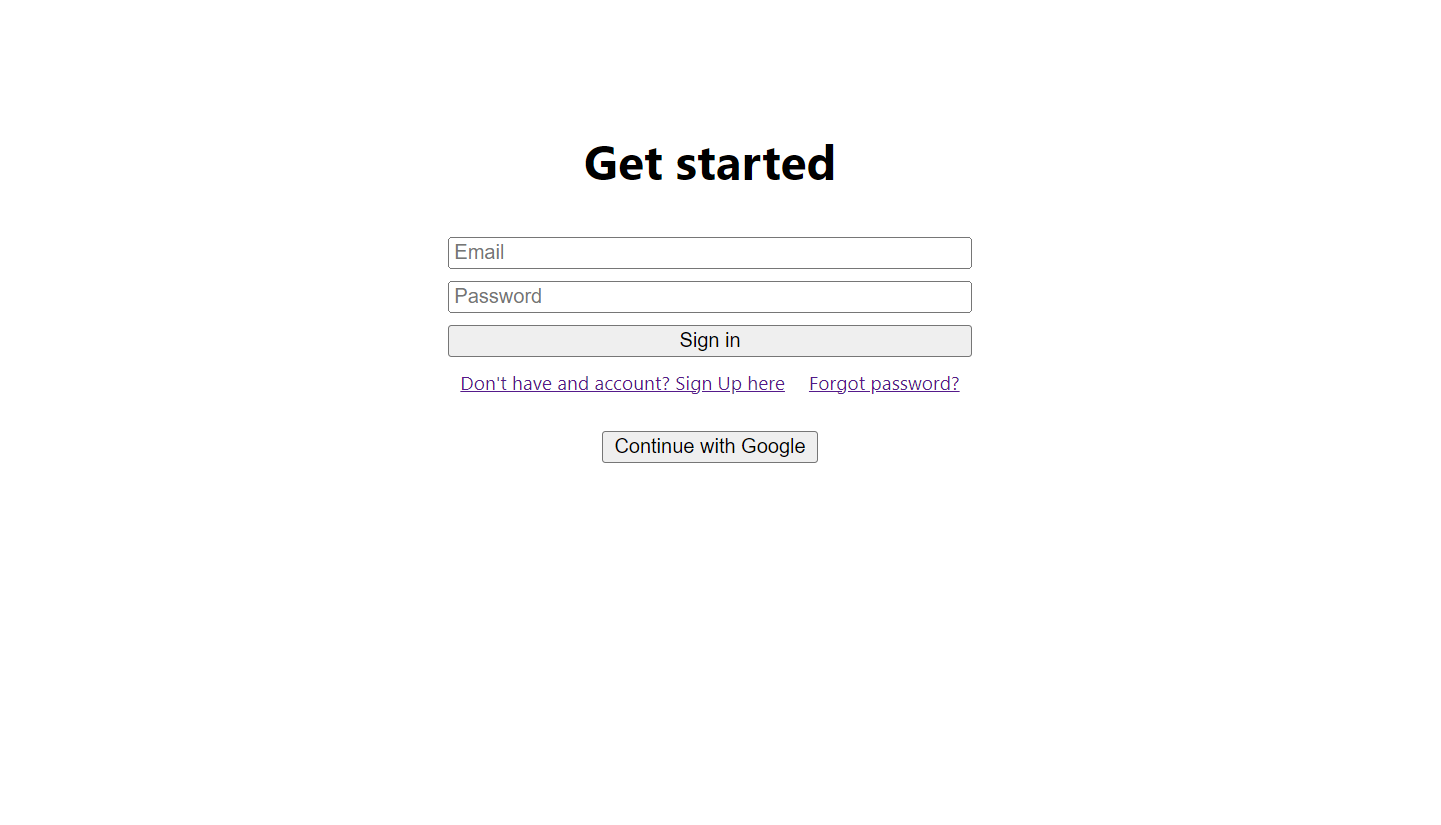 Get started
Email
Password
Sign in
Don't have and account? Sign Up here Forgot password?
Continue with Google